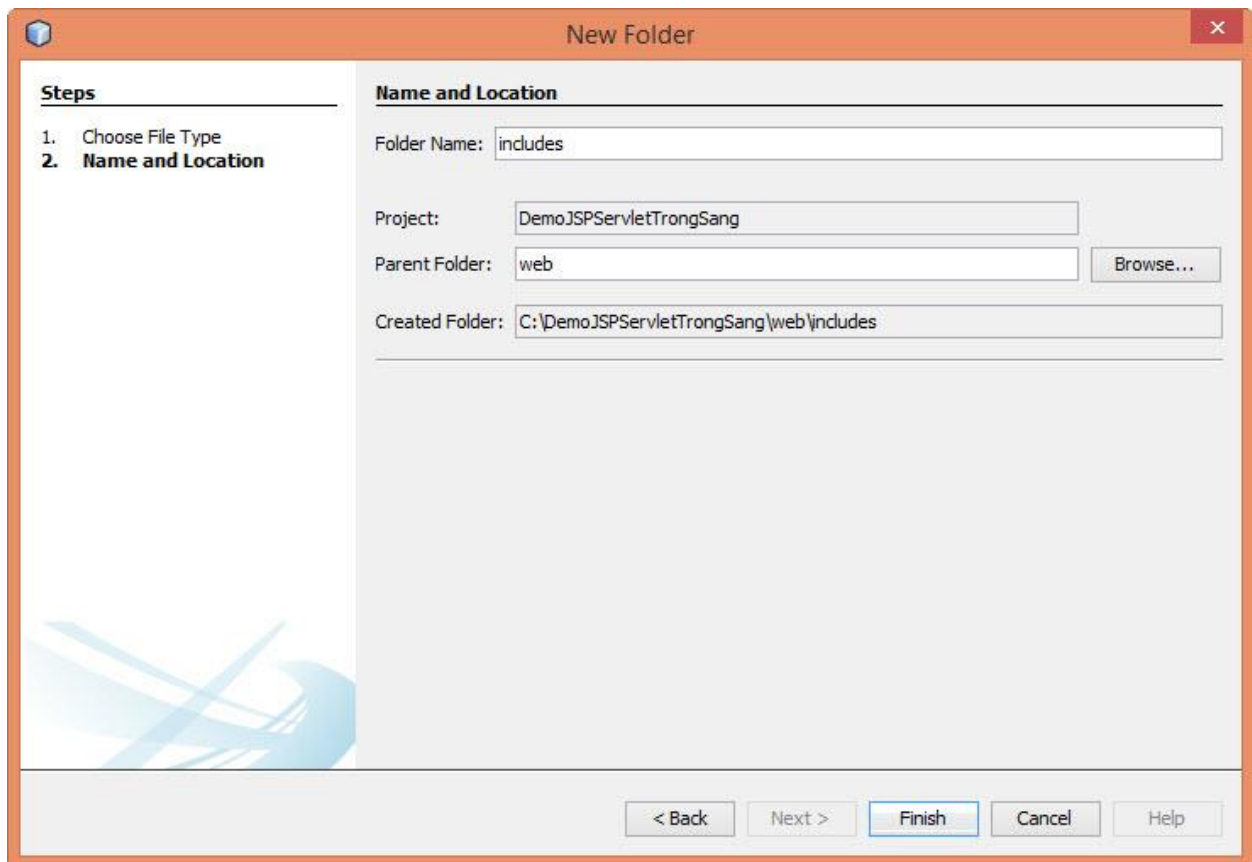 New Folder
Steps
1. Choose File Type
2. Name and Location
Name and Location
Folder Name: includes
Project: DemoJSPServletTrongSang
Parent Folder: web Browse...
Created Folder: C:\DemoJSPServletTrongSang\web\includes
< Back Next > Finish Cancel Help